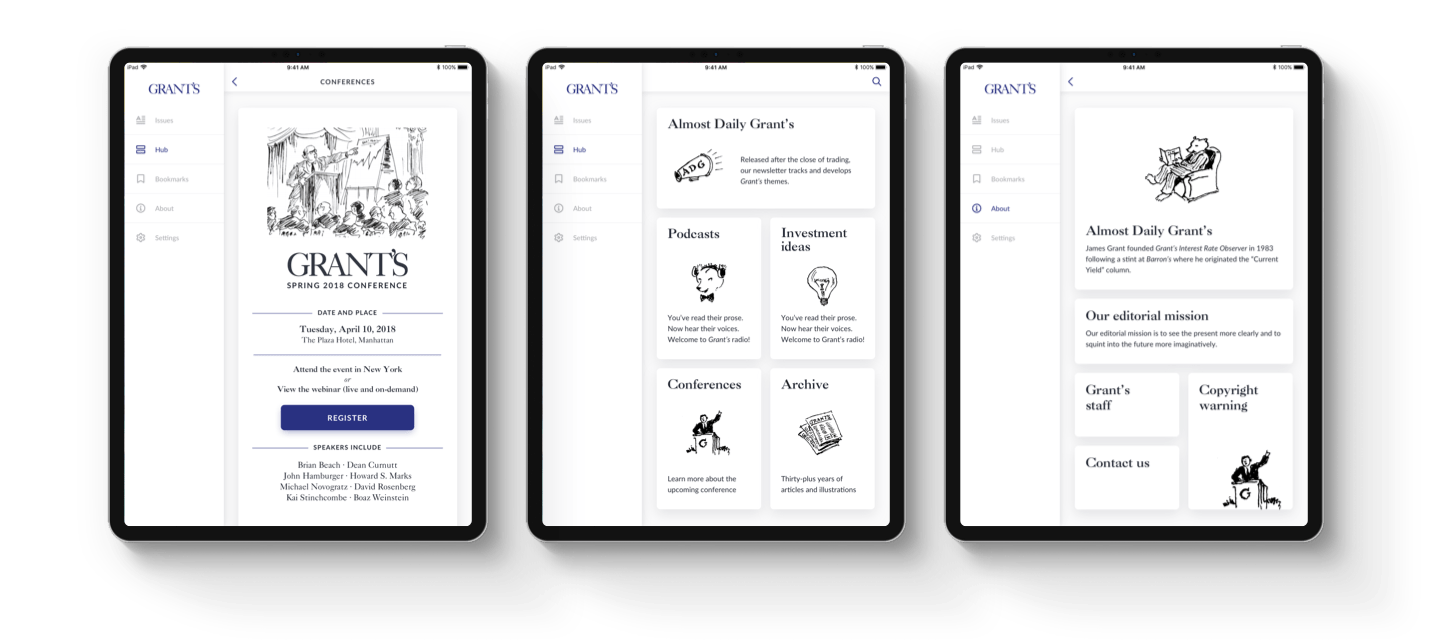 iPad
9:41 AM
100%
GRANT'S
Issues
Hub
Bookmarks
About
Settings
CONFERENCES
GRANT'S
SPRING 2018 CONFERENCE
DATE AND PLACE
Tuesday, April 10, 2018
The Plaza Hotel, Manhattan
Attend the event in New York
or
View the webinar (live and on-demand)
REGISTER
SPEAKERS INCLUDE
Brian Beach · Dean Curnutt
John Hamburger · Howard S. Marks
Michael Novogratz · David Rosenberg
Kai Stinchcombe · Boaz Weinstein
iPad
9:41 AM
100%
GRANT'S
Issues
Hub
Bookmarks
About
Settings
Almost Daily Grant's
ADG
Released after the close of trading,
our newsletter tracks and develops
Grant's themes.
Podcasts
You've read their prose.
Now hear their voices.
Welcome to Grant's radio!
Investment
ideas
You've read their prose.
Now hear their voices.
Welcome to Grant's radio!
Conferences
G
Learn more about the
upcoming conference
Archive
GRANT'S
Thirty-plus years of
articles and illustrations
iPad
9:41 AM
100%
GRANT'S
Issues
Hub
Bookmarks
About
Settings
Almost Daily Grant's
James Grant founded Grant's Interest Rate Observer in 1983
following a stint at Barron's where he originated the "Current
Yield" column.
Our editorial mission
Our editorial mission is to see the present more clearly and to
squint into the future more imaginatively.
Grant's
staff
Copyright
warning
G
Contact us